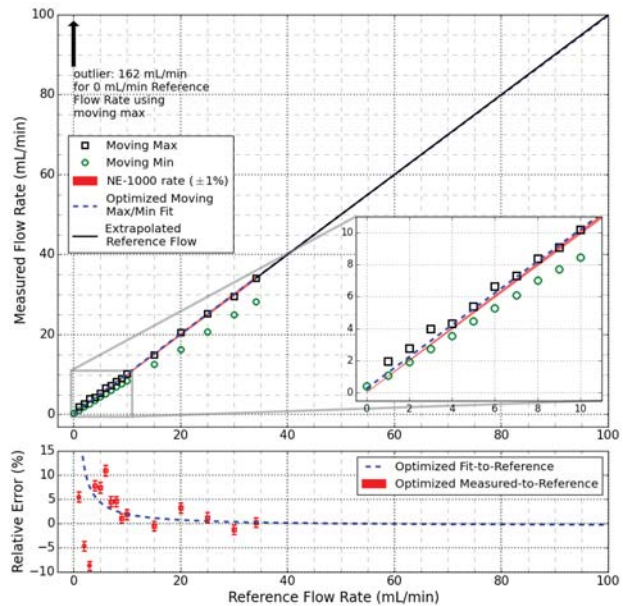 100
80
60
40
20
0
Measured Flow Rate (mL/min)
outlier: 162 mL/min
for 0 mL/min Reference
Flow Rate using
moving max
Moving Max
Moving Min
NE-1000 rate (±1%)
Optimized Moving
Max/Min Fit
Extrapolated
Reference Flow
10
8
6
4
2
0
0 2 4 6 8 10
0 20 40 60 80 100
15
10
5
0
−5
−10
Relative Error (%)
Optimized Fit-to-Reference
Optimized Measured-to-Reference
0 20 40 60 80 100
Reference Flow Rate (mL/min)